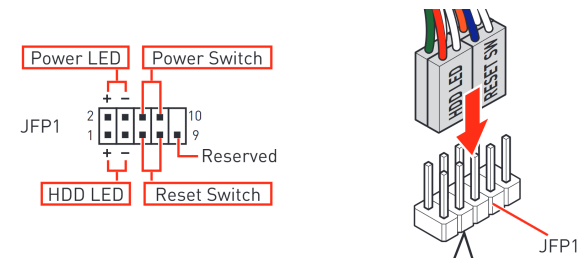 Power LED
Power Switch
+ −
2
10
JFP1
1
9
+ −
Reserved
HDD LED
Reset Switch
HDD LED
RESET SW
JFP1